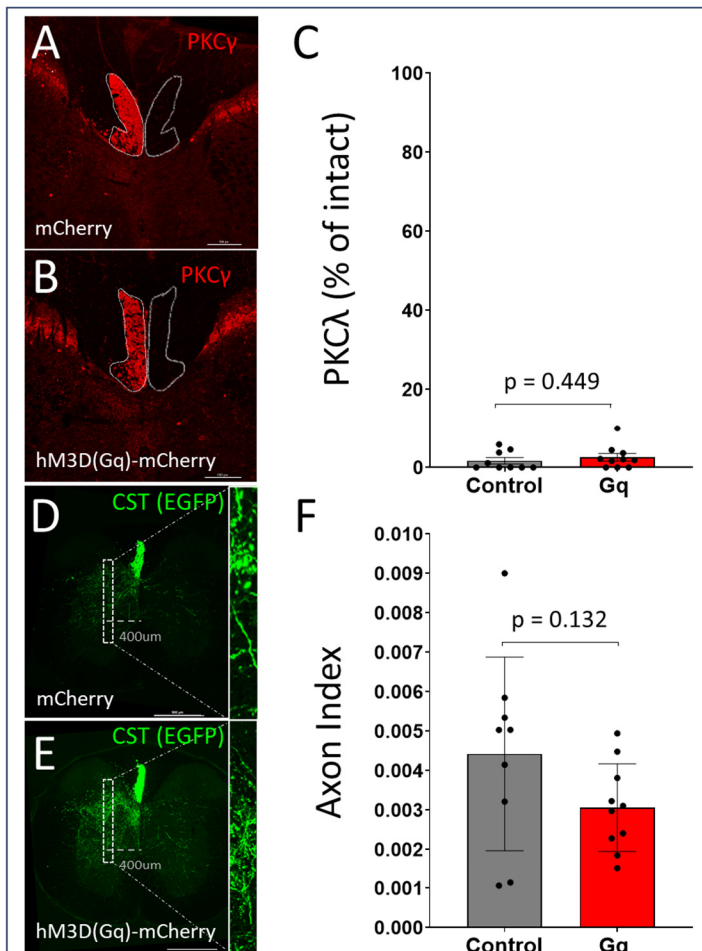 A
PKCγ
mCherry
B
PKCγ
hM3D(Gq)-mCherry
C
PKCλ (% of intact)
100
80
60
40
20
0
p = 0.449
Control
Gq
D
CST (EGFP)
400um
mCherry
E
CST (EGFP)
400um
hM3D(Gq)-mCherry
F
Axon Index
0.010
0.009
0.008
0.007
0.006
0.005
0.004
0.003
0.002
0.001
0.000
p = 0.132
Control
Gq